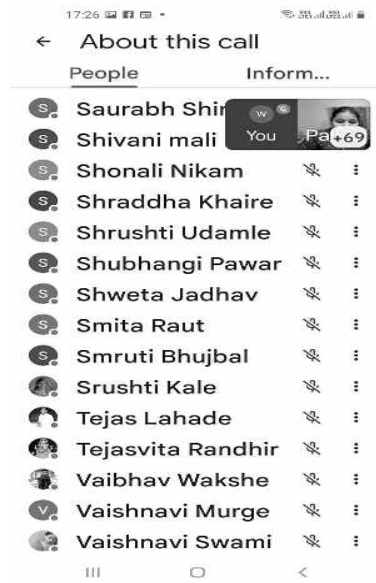 17:26
← About this call
People Inform...
S Saurabh Shir
W
S Shivani mali
You Pa +69
S Shonali Nikam
S Shraddha Khaire
S Shrushti Udamle
S Shubhangi Pawar
S Shweta Jadhav
S Smita Raut
S Smruti Bhujbal
Srushti Kale
Tejas Lahade
Tejasvita Randhir
Vaibhav Wakshe
V Vaishnavi Murge
Vaishnavi Swami